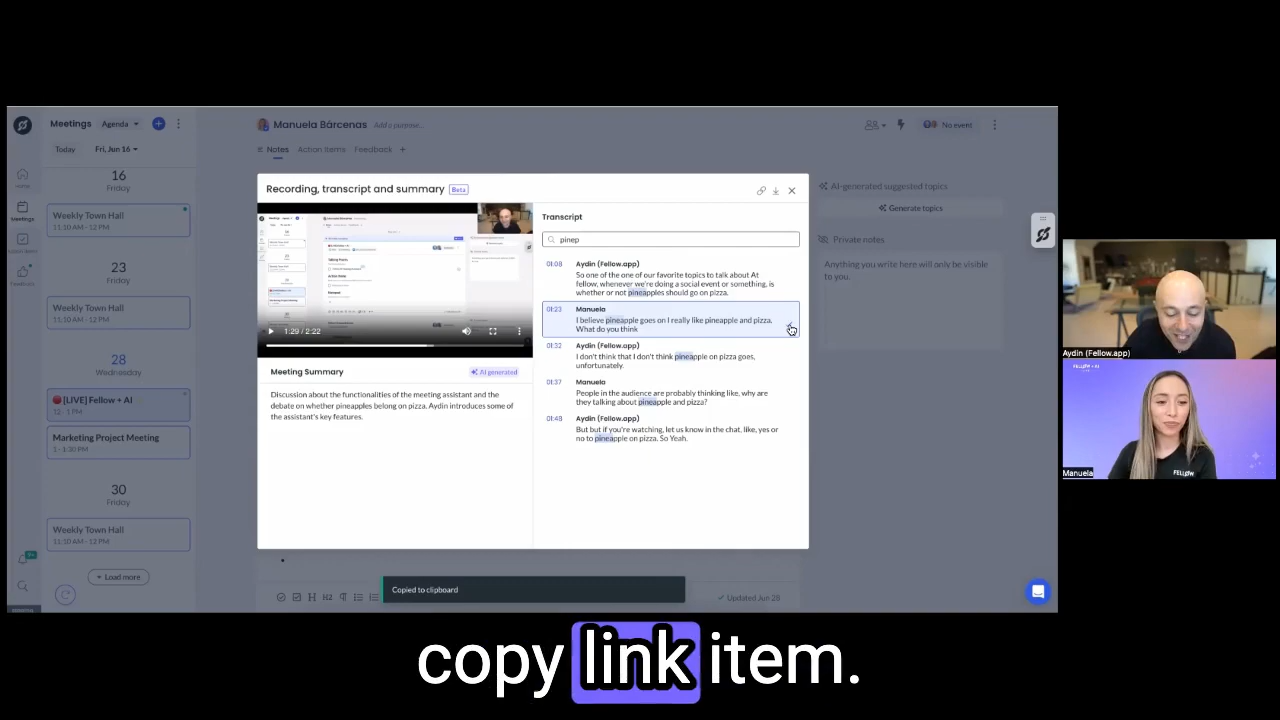 Meetings
Agenda
Today
Fri, Jun 16
16
Friday
Weekly Town Hall
11:10 AM - 12 PM
23
Friday
Weekly Town Hall
11:10 AM - 12 PM
28
Wednesday
[LIVE] Fellow + AI
12 - 1 PM
Marketing Project Meeting
1 - 1:30 PM
30
Friday
Weekly Town Hall
11:10 AM - 12 PM
Load more
Meetings
Manuela Bárcenas
Add a purpose...
No event
Notes
Action Items
Feedback
Recording, transcript and summary
Beta
1:29 / 2:22
Meeting Summary
AI generated
Discussion about the functionalities of the meeting assistant and the
debate on whether pineapples belong on pizza. Aydin introduces some of
the assistant's key features.
Transcript
pinep
01:08
Aydin (Fellow.app)
So one of the one of our favorite topics to talk about At
fellow, whenever we're doing a social event or something, is
whether or not pineapples should go on pizza.
01:23
Manuela
I believe pineapple goes on I really like pineapple and pizza.
What do you think
01:32
Aydin (Fellow.app)
I don't think that I don't think pineapple on pizza goes,
unfortunately.
01:37
Manuela
People in the audience are probably thinking like, why are
they talking about pineapple and pizza?
01:48
Aydin (Fellow.app)
But but if you're watching, let us know in the chat, like, yes or
no to pineapple on pizza. So Yeah.
AI-generated suggested topics
Generate topics
Private notes
Anything you write here will only be visible
to you.
H H2
Copied to clipboard
Updated Jun 28
Aydin (Fellow.app)
FELLOW + AI
FELLOW
Manuela
copy link item.